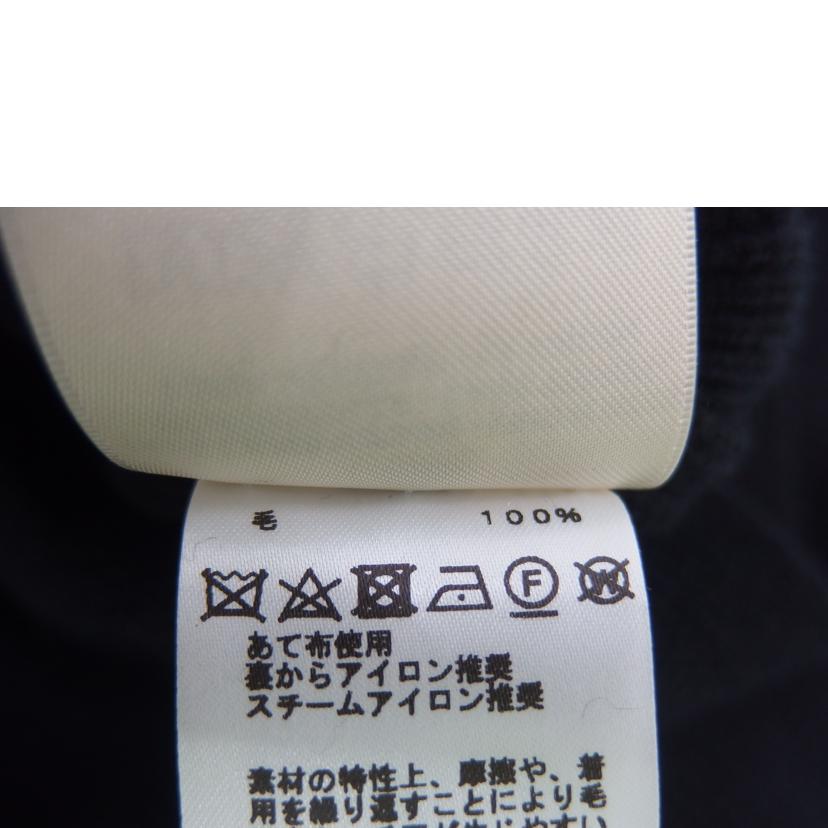 毛 100%
F
W
あて布使用
裏からアイロン推奨
スチームアイロン推奨
素材の特性上、摩擦や、着
用を繰り返すことにより毛